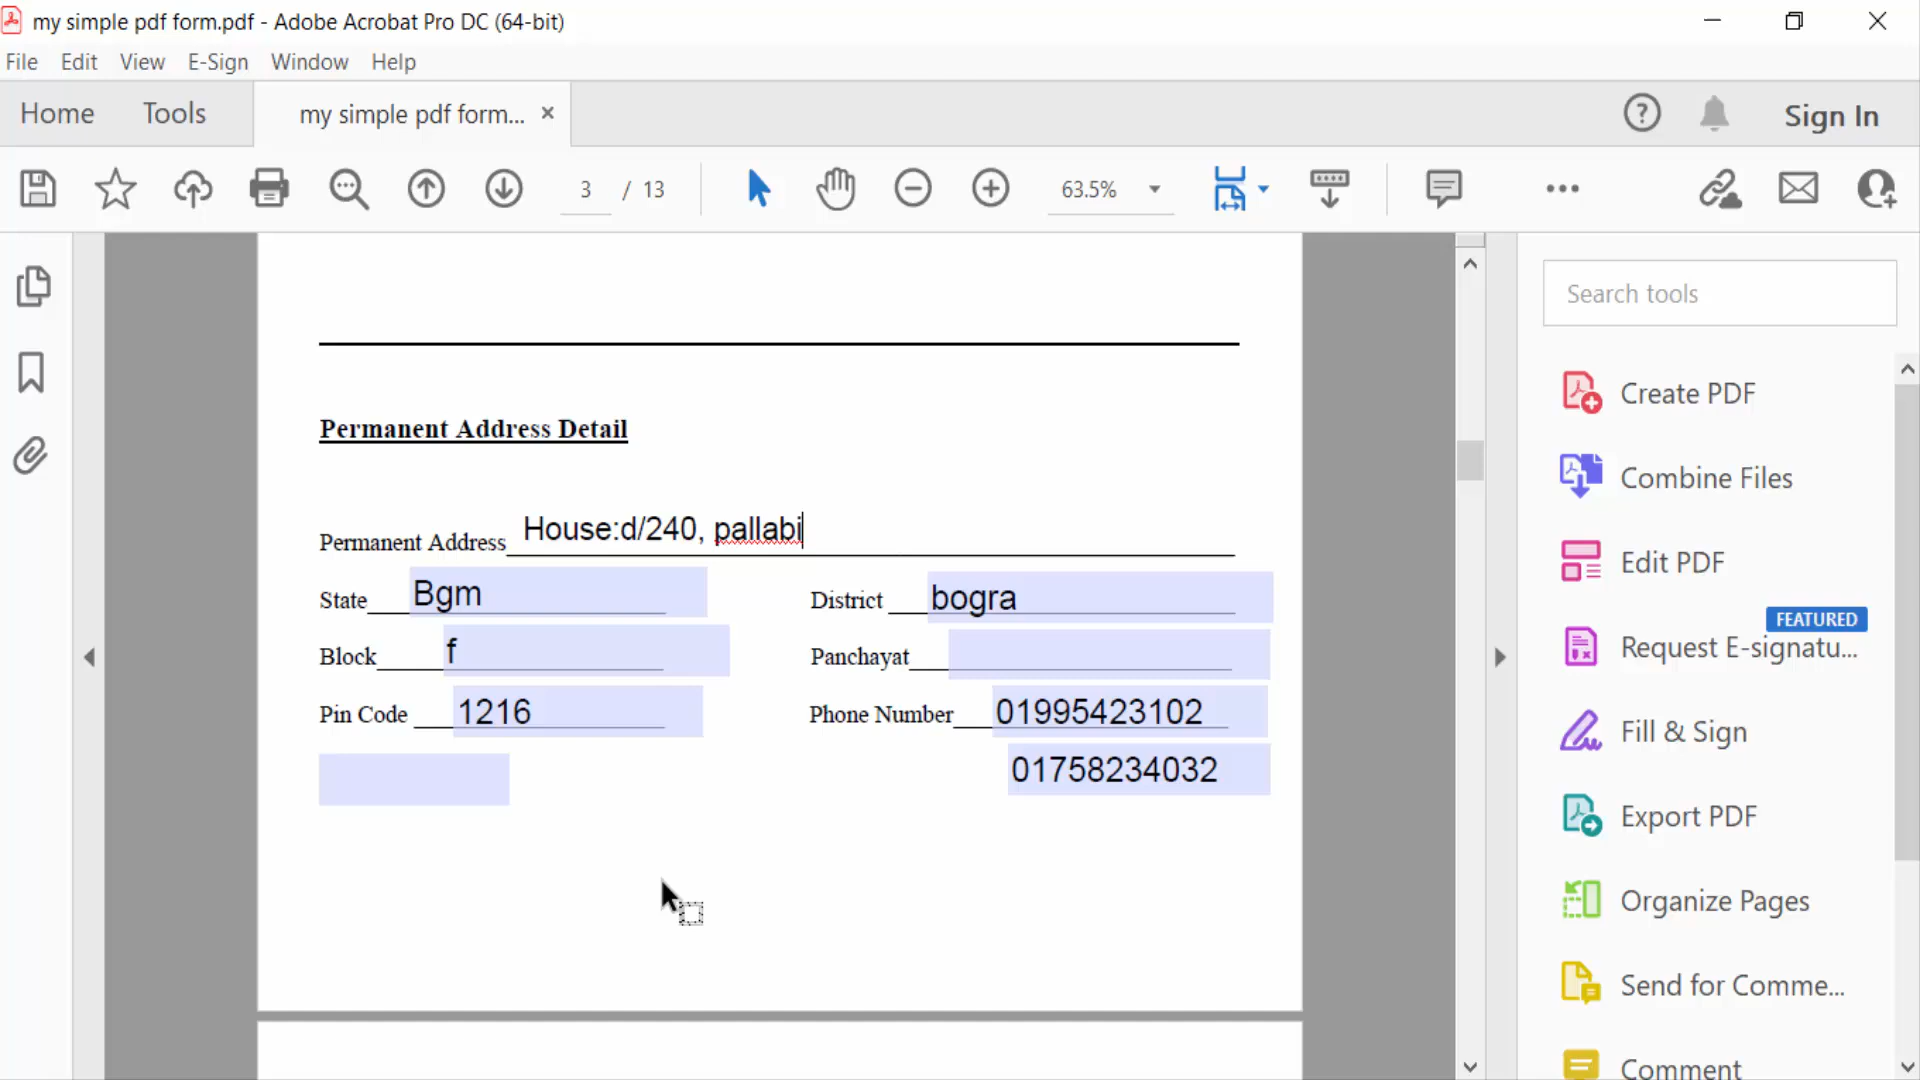 my simple pdf form.pdf - Adobe Acrobat Pro DC (64-bit)
File Edit View E-Sign Window Help
Home Tools my simple pdf form... × Sign In
3 / 13 63.5%
Search tools
Create PDF
Combine Files
Edit PDF
FEATURED
Request E-signatu...
Fill & Sign
Export PDF
Organize Pages
Send for Comme...
Comment
Permanent Address Detail
Permanent Address House:d/240, pallabi
State Bgm District bogra
Block f Panchayat
Pin Code 1216 Phone Number 01995423102
01758234032